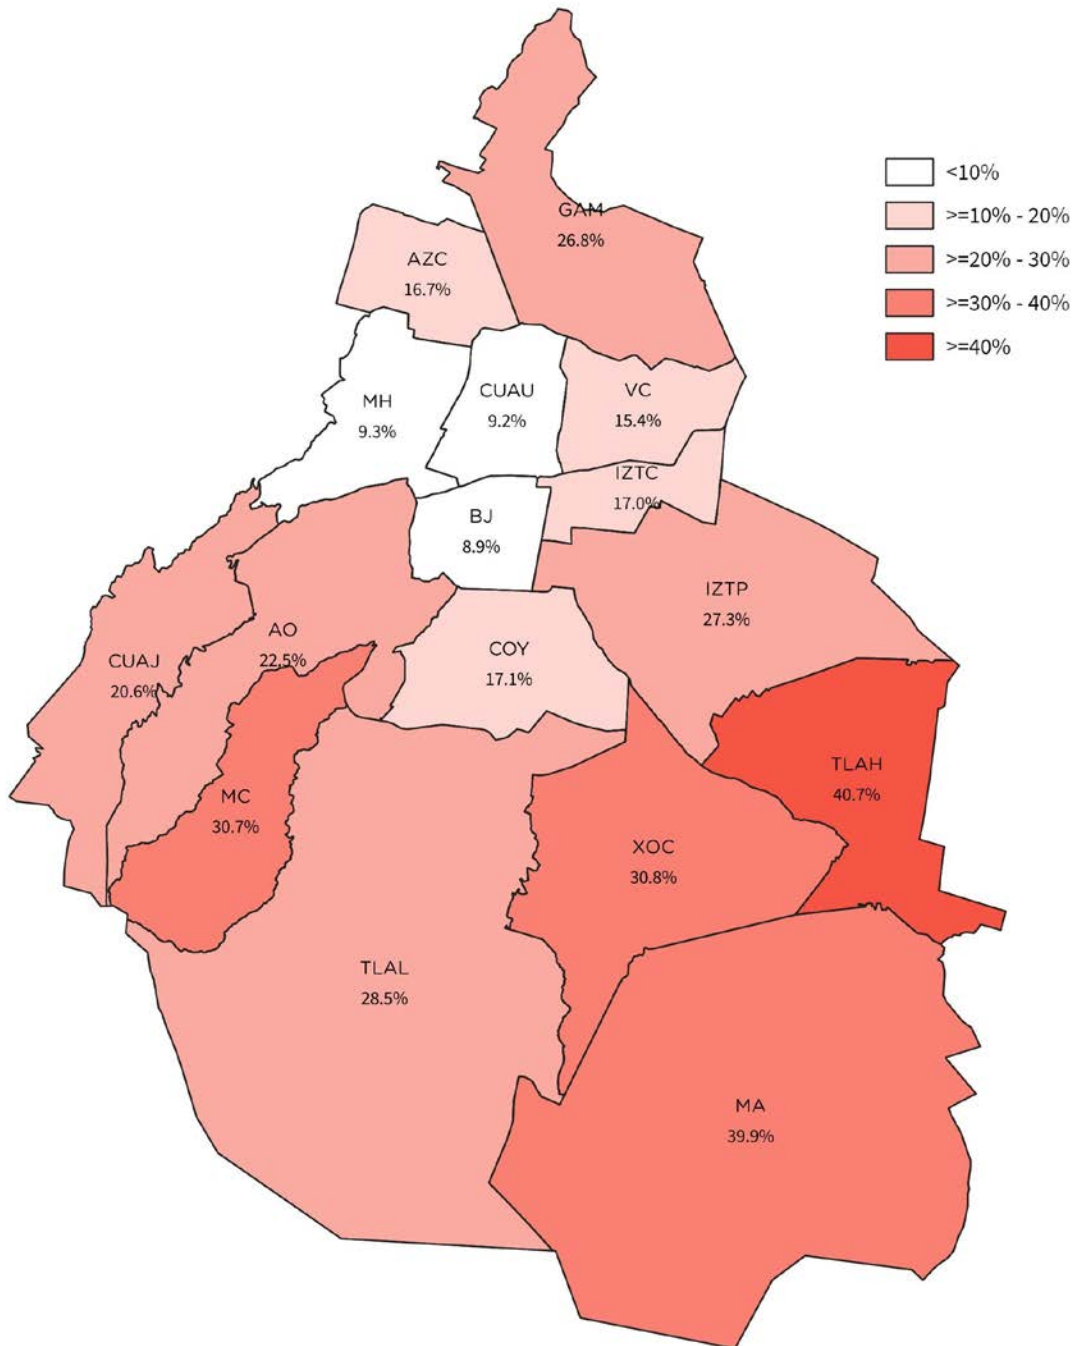 GAM
26.8%
<10%
>=10% - 20%
>=20% - 30%
>=30% - 40%
>=40%
AZC
16.7%
MH
9.3%
CUAU
9.2%
VC
15.4%
IZTC
17.0%
BJ
8.9%
IZTP
27.3%
AO
22.5%
CUAJ
20.6%
COY
17.1%
TLAH
40.7%
MC
30.7%
XOC
30.8%
TLAL
28.5%
MA
39.9%